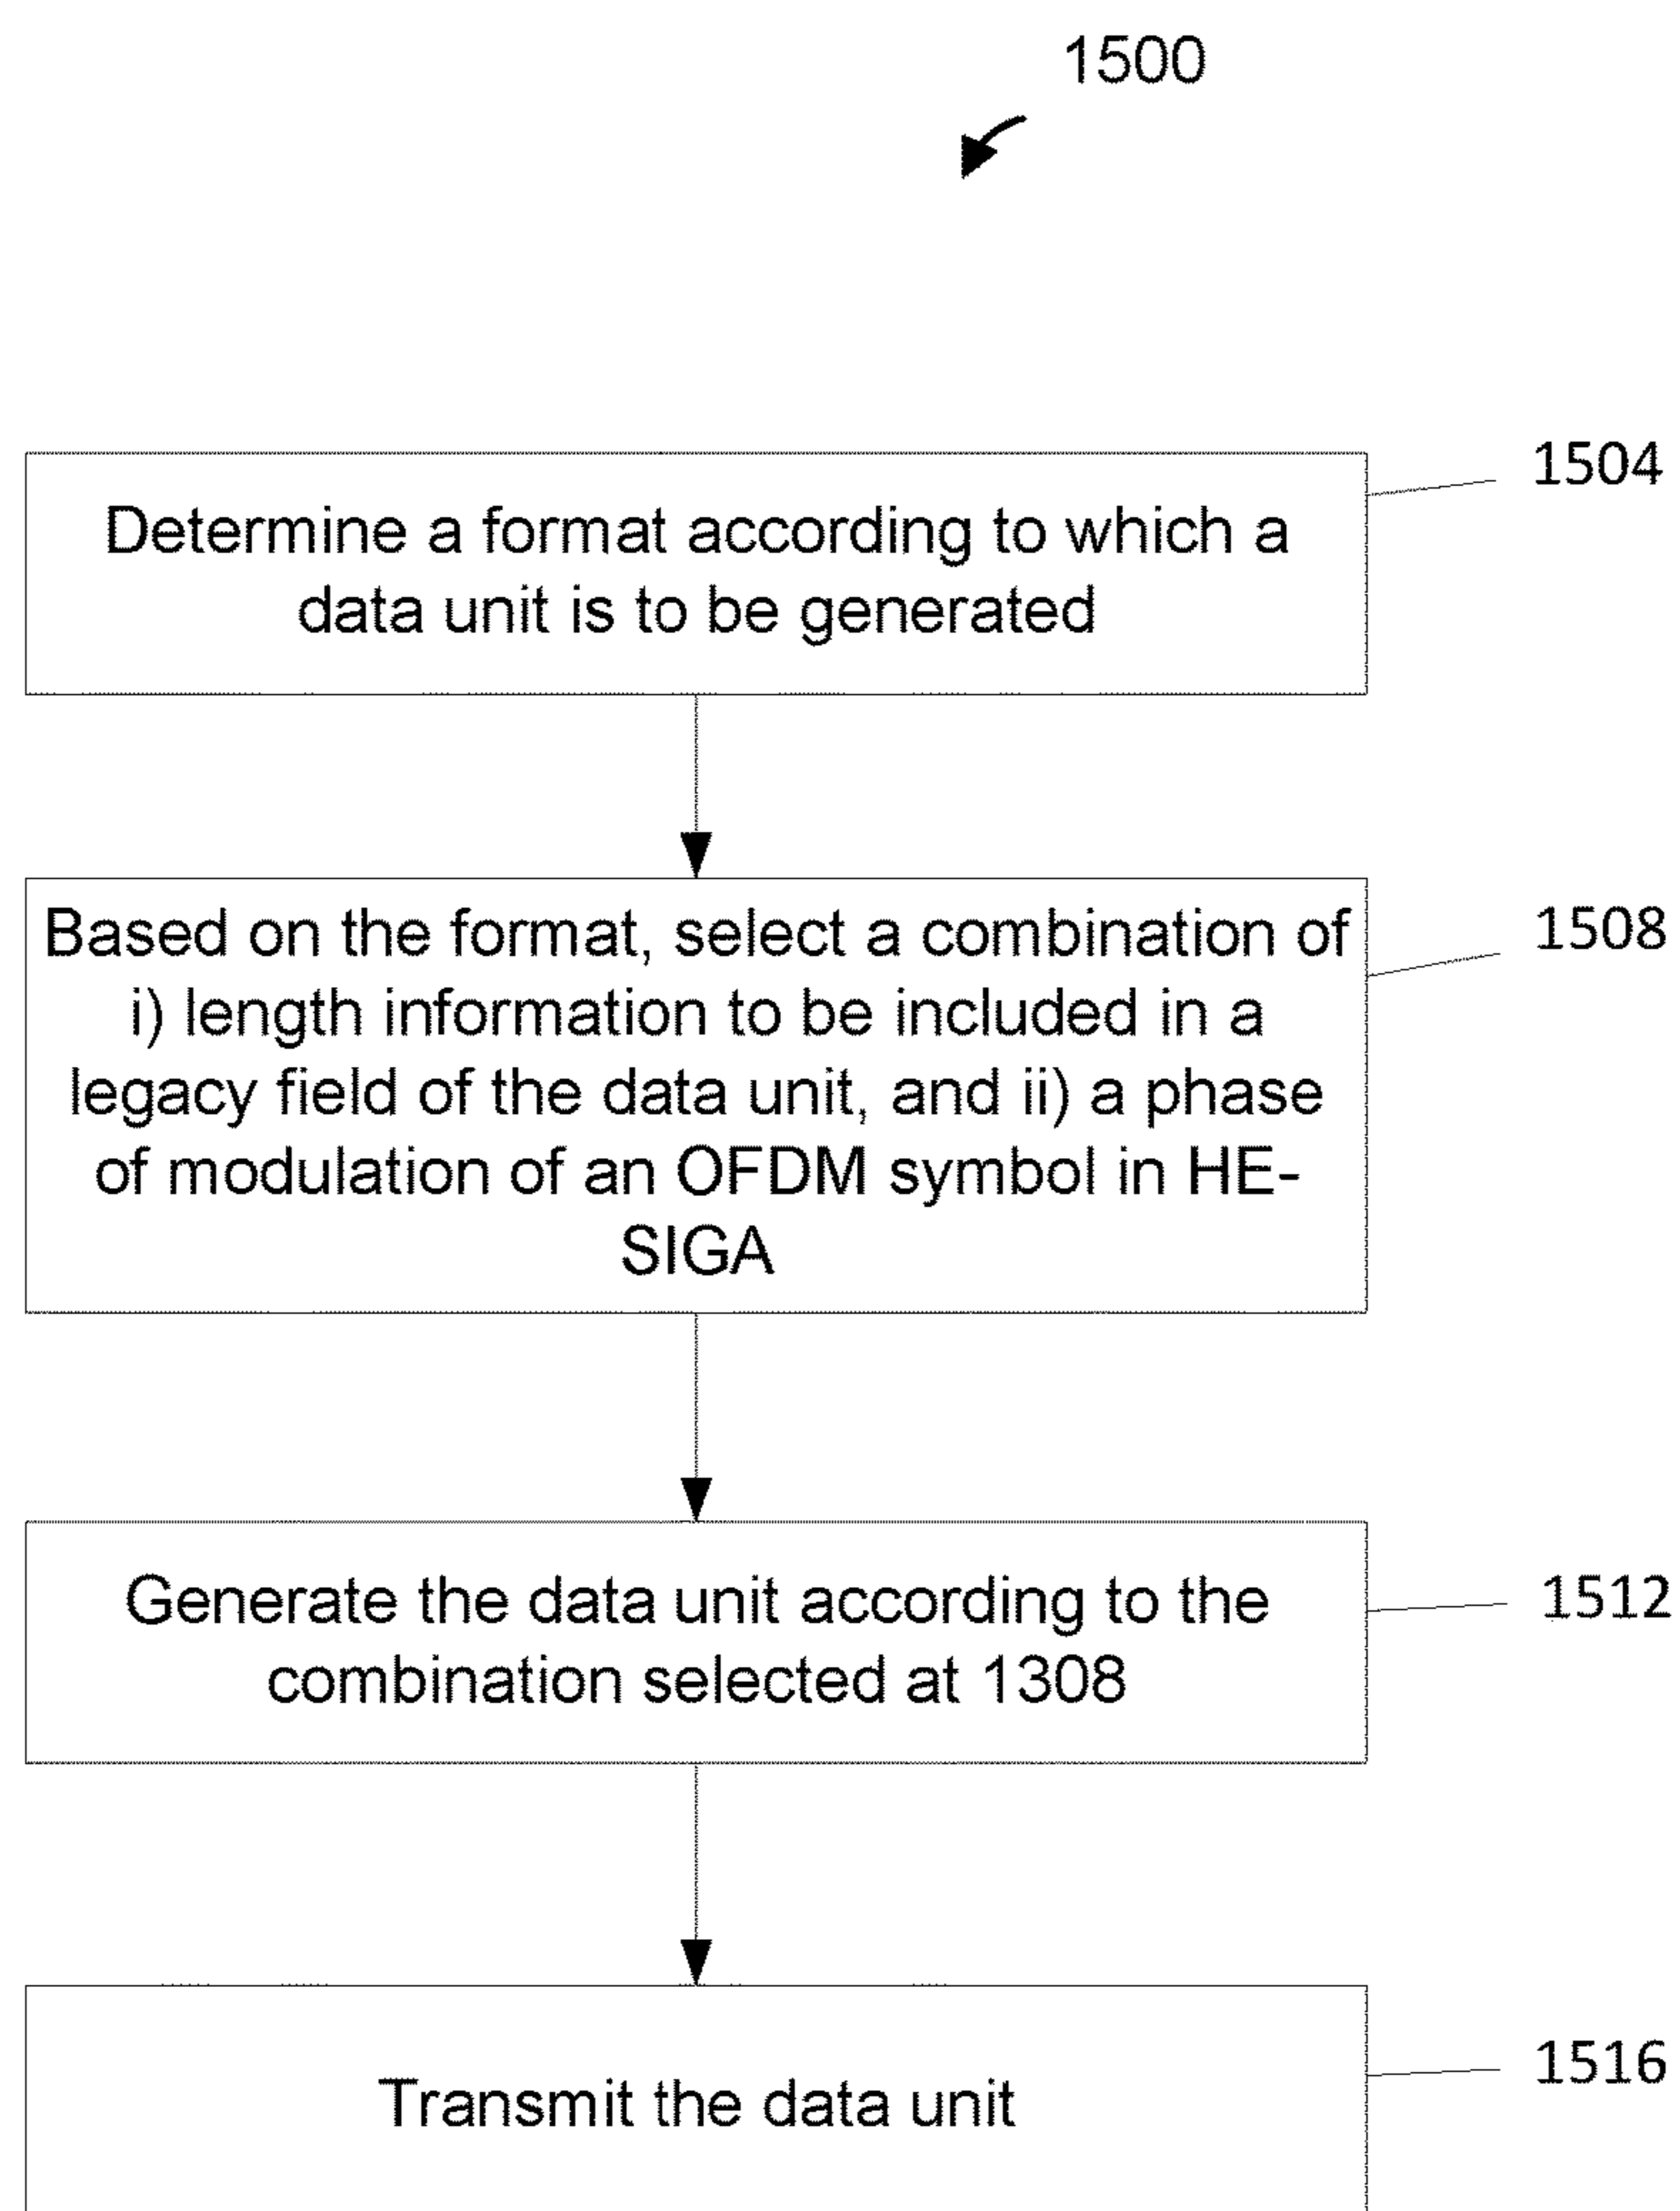 1500
1504
Determine a format according to which a
data unit is to be generated
1508
Based on the format, select a combination of
i) length information to be included in a
legacy field of the data unit, and ii) a phase
of modulation of an OFDM symbol in HE-
SIGA
1512
Generate the data unit according to the
combination selected at 1308
1516
Transmit the data unit